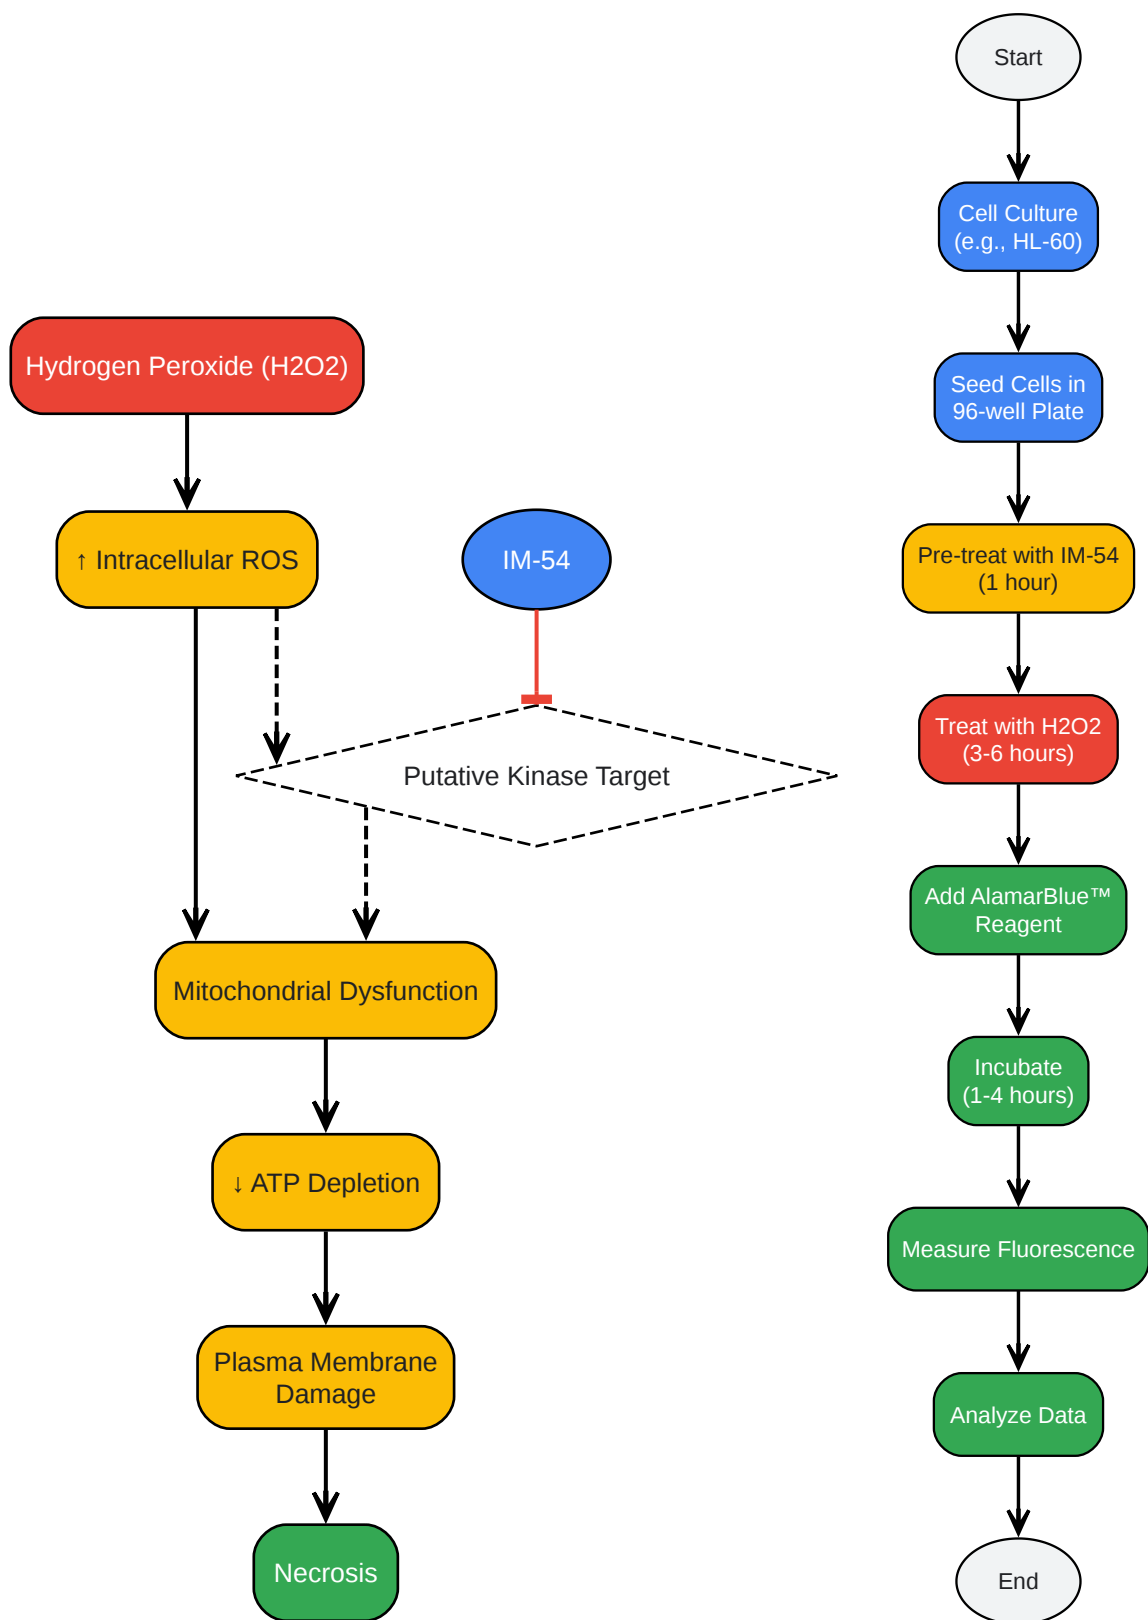 Hydrogen Peroxide (H2O2)
↑ Intracellular ROS
IM-54
Putative Kinase Target
Mitochondrial Dysfunction
↓ ATP Depletion
Plasma Membrane
Damage
Necrosis
Start
Cell Culture
(e.g., HL-60)
Seed Cells in
96-well Plate
Pre-treat with IM-54
(1 hour)
Treat with H2O2
(3-6 hours)
Add AlamarBlue™
Reagent
Incubate
(1-4 hours)
Measure Fluorescence
Analyze Data
End